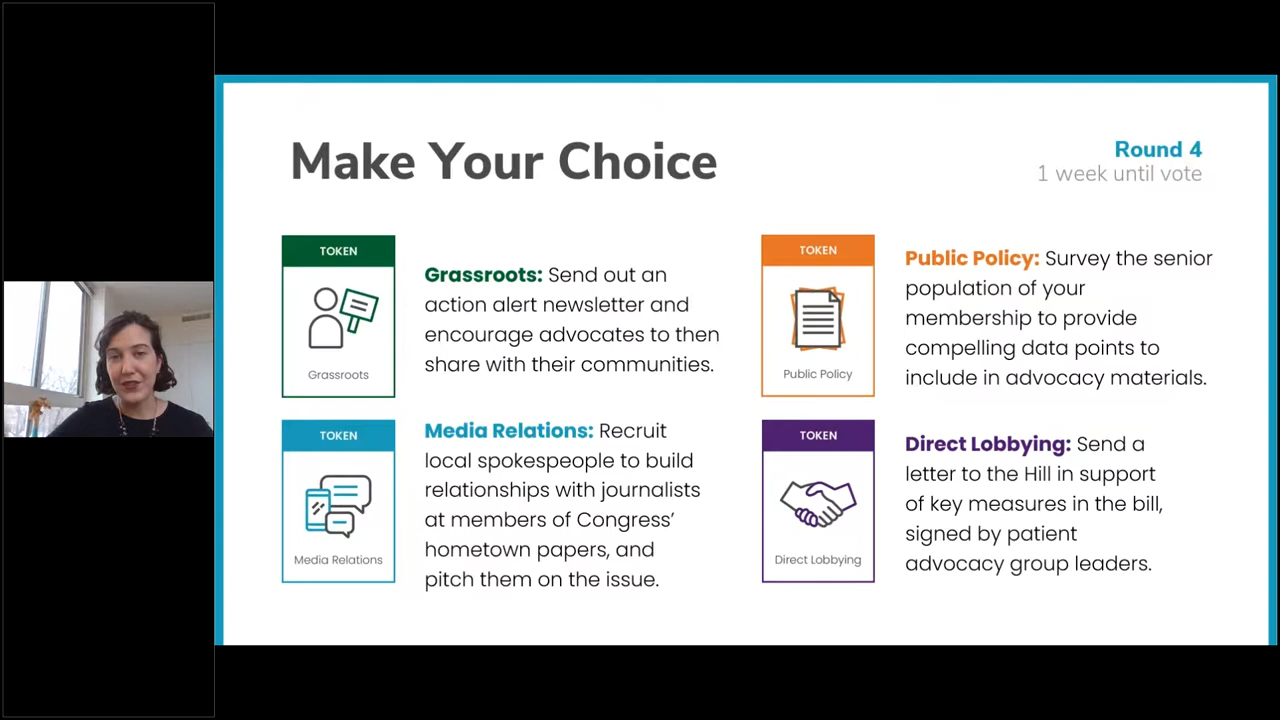 Make Your Choice
Round 4
1 week until vote
TOKEN
Grassroots
Grassroots: Send out an
action alert newsletter and
encourage advocates to then
share with their communities.
TOKEN
Public Policy
Public Policy: Survey the senior
population of your
membership to provide
compelling data points to
include in advocacy materials.
TOKEN
Media Relations
Media Relations: Recruit
local spokespeople to build
relationships with journalists
at members of Congress’
hometown papers, and
pitch them on the issue.
TOKEN
Direct Lobbying
Direct Lobbying: Send a
letter to the Hill in support
of key measures in the bill,
signed by patient
advocacy group leaders.